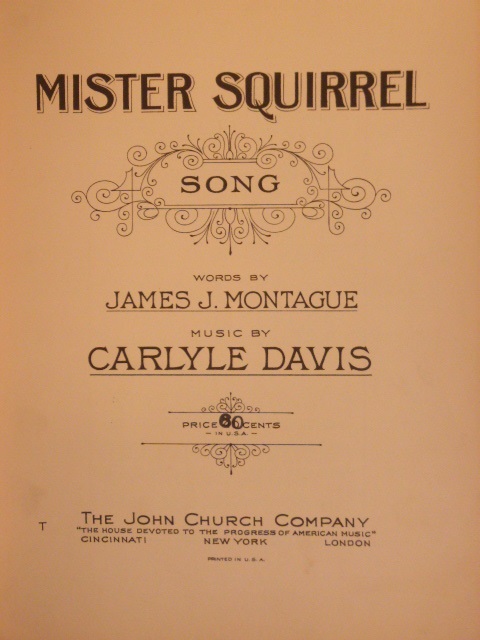 MISTER SQUIRREL
SONG
WORDS BY
JAMES J. MONTAGUE
MUSIC BY
CARLYLE DAVIS
PRICE 60 CENTS
— IN U.S.A. —
T
THE JOHN CHURCH COMPANY
"THE HOUSE DEVOTED TO THE PROGRESS OF AMERICAN MUSIC"
CINCINNATI NEW YORK LONDON
PRINTED IN U.S.A.